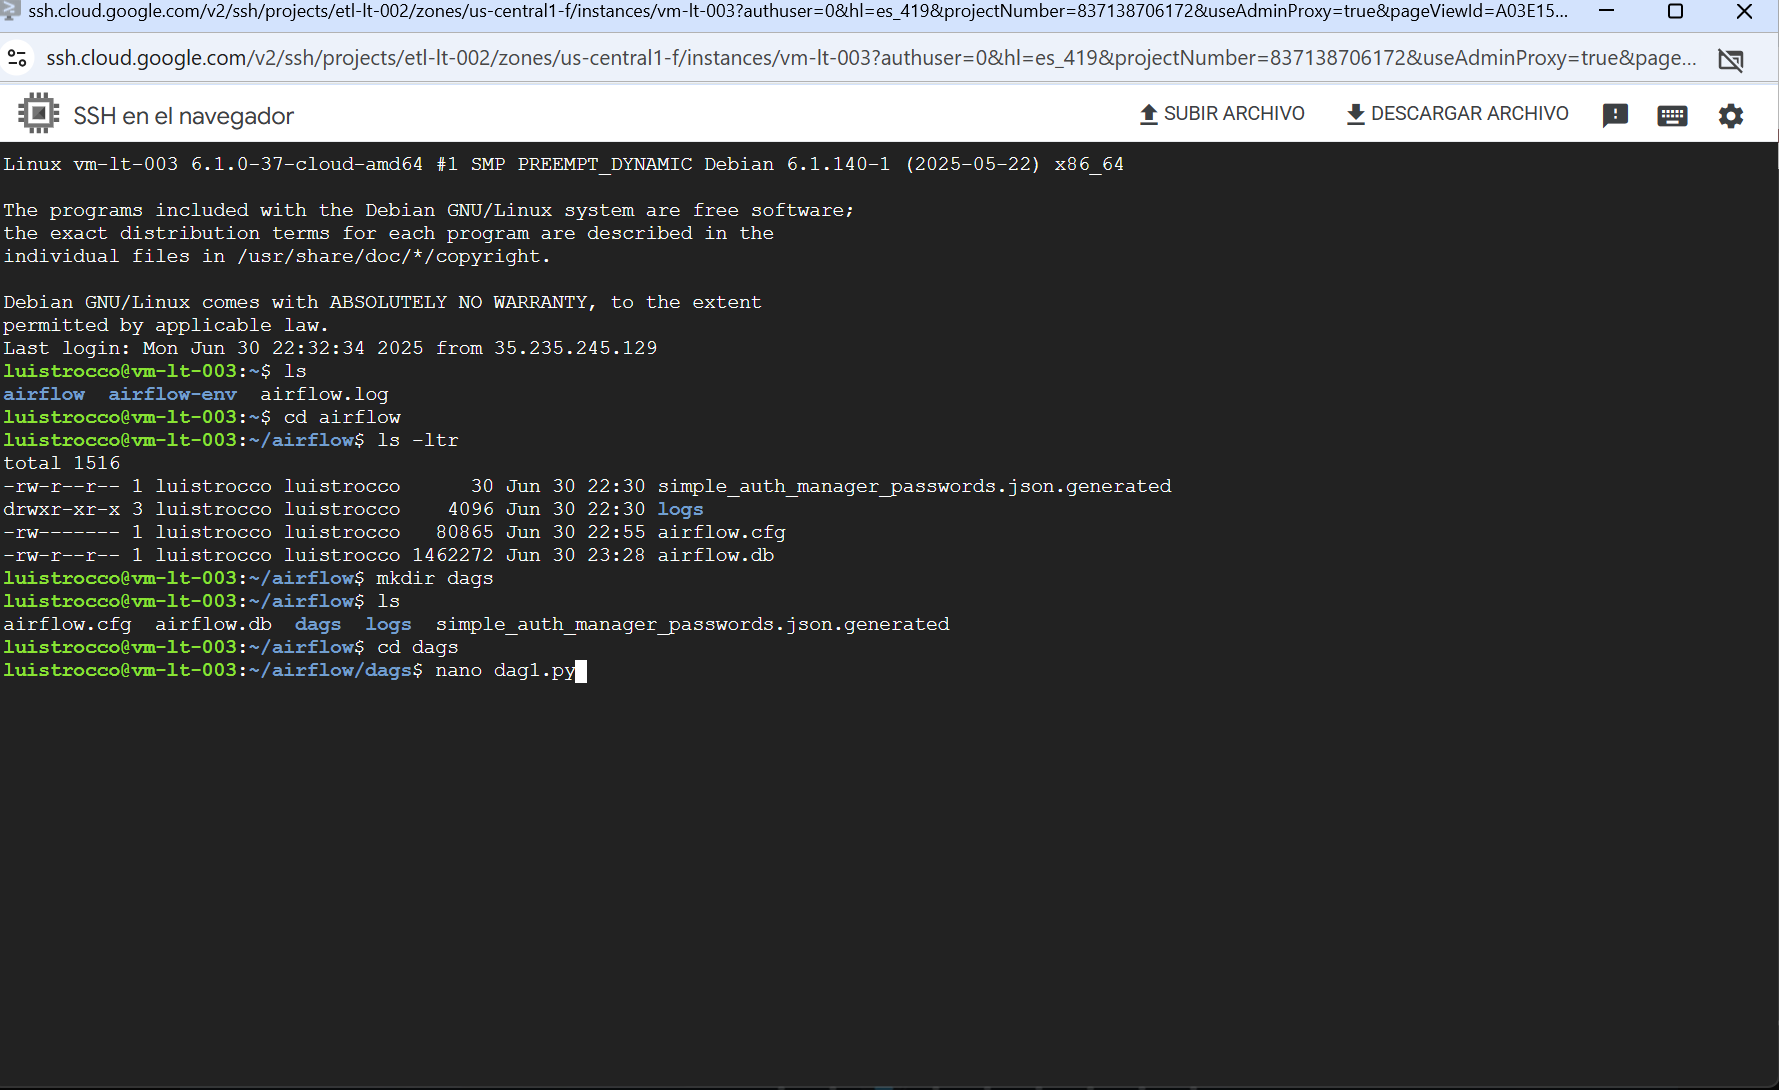 ssh.cloud.google.com/v2/ssh/projects/etl-lt-002/zones/us-central1-f/instances/vm-lt-003?authuser=0&hl=es_419&projectNumber=837138706172&useAdminProxy=true&pageViewId=A03E15...
ssh.cloud.google.com/v2/ssh/projects/etl-lt-002/zones/us-central1-f/instances/vm-lt-003?authuser=0&hl=es_419&projectNumber=837138706172&useAdminProxy=true&page...
SSH en el navegador SUBIR ARCHIVO DESCARGAR ARCHIVO
Linux vm-lt-003 6.1.0-37-cloud-amd64 #1 SMP PREEMPT_DYNAMIC Debian 6.1.140-1 (2025-05-22) x86_64
The programs included with the Debian GNU/Linux system are free software;
the exact distribution terms for each program are described in the
individual files in /usr/share/doc/*/copyright.
Debian GNU/Linux comes with ABSOLUTELY NO WARRANTY, to the extent
permitted by applicable law.
Last login: Mon Jun 30 22:32:34 2025 from 35.235.245.129
luistrocco@vm-lt-003:~$ ls
airflow  airflow-env  airflow.log
luistrocco@vm-lt-003:~$ cd airflow
luistrocco@vm-lt-003:~/airflow$ ls -ltr
total 1516
-rw-r--r-- 1 luistrocco luistrocco      30 Jun 30 22:30 simple_auth_manager_passwords.json.generated
drwxr-xr-x 3 luistrocco luistrocco    4096 Jun 30 22:30 logs
-rw------- 1 luistrocco luistrocco   80865 Jun 30 22:55 airflow.cfg
-rw-r--r-- 1 luistrocco luistrocco 1462272 Jun 30 23:28 airflow.db
luistrocco@vm-lt-003:~/airflow$ mkdir dags
luistrocco@vm-lt-003:~/airflow$ ls
airflow.cfg  airflow.db  dags  logs  simple_auth_manager_passwords.json.generated
luistrocco@vm-lt-003:~/airflow$ cd dags
luistrocco@vm-lt-003:~/airflow/dags$ nano dag1.py